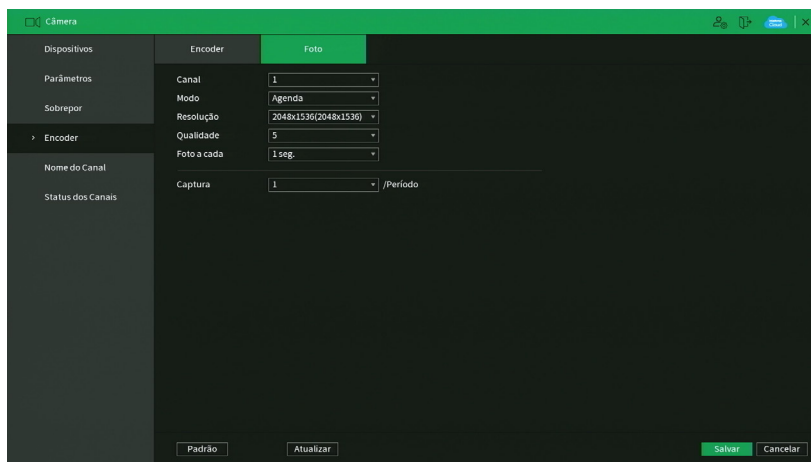 Câmera
Cloud
Dispositivos
Parâmetros
Sobrepor
> Encoder
Nome do Canal
Status dos Canais
Encoder Foto
Canal 1
Modo Agenda
Resolução 2048x1536(2048x1536)
Qualidade 5
Foto a cada 1 seg.
Captura 1 /Período
Padrão Atualizar Salvar Cancelar